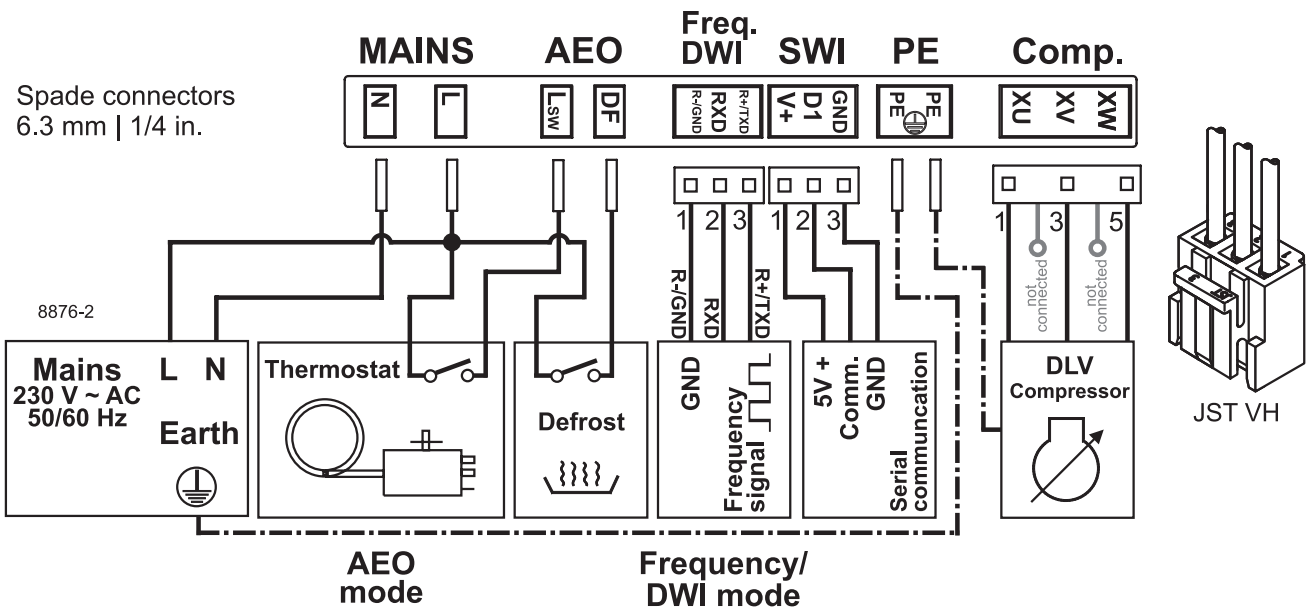 Freq.
MAINS AEO DWI SWI PE Comp.
Spade connectors
6.3 mm | 1/4 in.
N L LSW DF R-/GND RXD R+/TXD V+ D1 GND PE PE XU XV XW
1 2 3 1 2 3 1 3 5
not connected
not connected
R-/GND RXD R+/TXD
8876-2
Mains L N
230 V ~ AC
50/60 Hz
Earth
Thermostat
Defrost
GND
Frequency
signal
5V +
Comm.
GND
Serial
communcation
DLV
Compressor
JST VH
AEO
mode
Frequency/
DWI mode